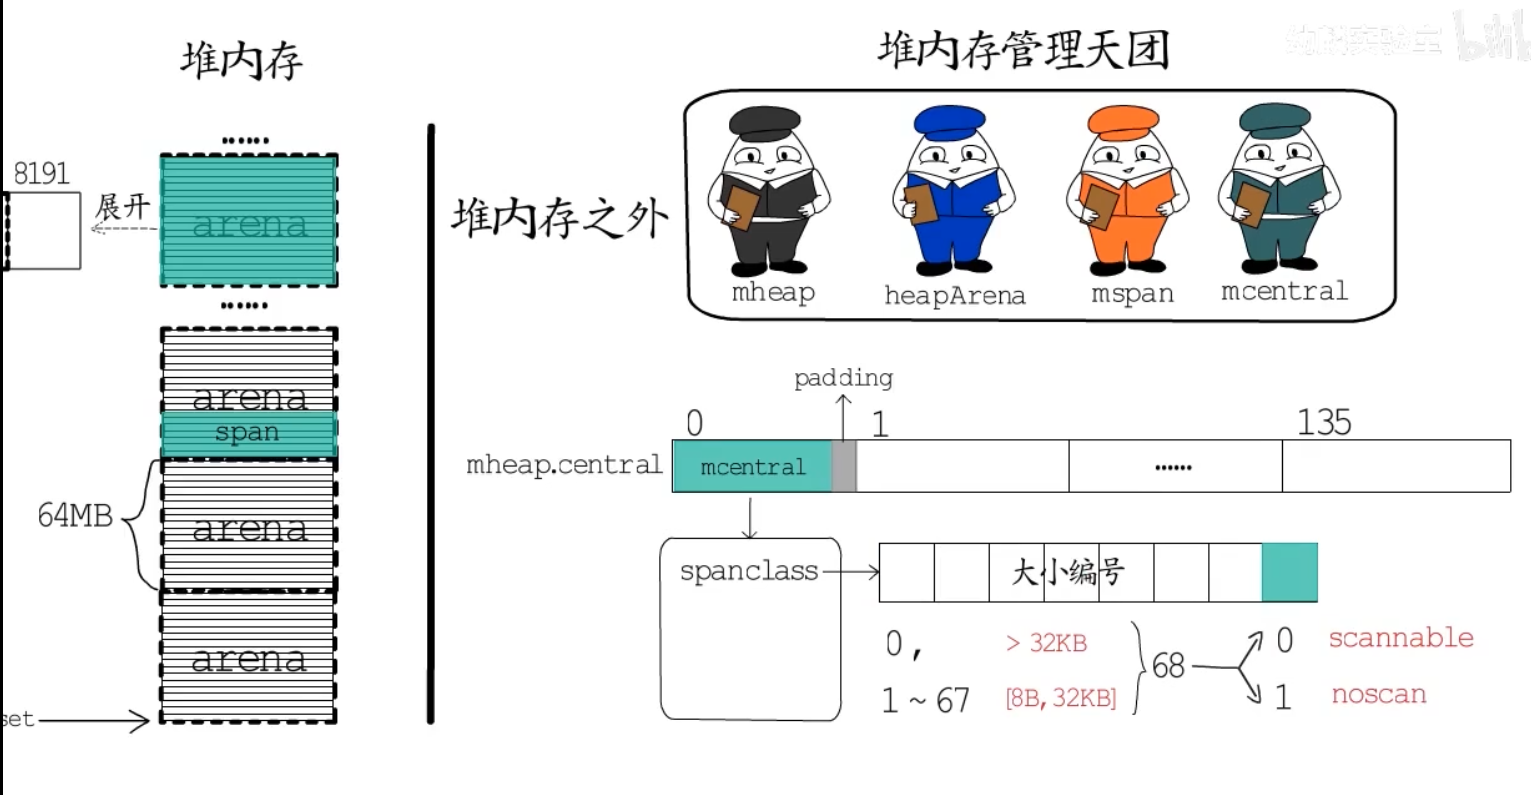 堆内存
......
8191
展开
arena
......
arena
span
64MB
arena
arena
set
堆内存管理天团
bilibili
堆内存之外
mheap
heapArena
mspan
mcentral
padding
0
1
135
mheap.central
mcentral
......
spanclass
大小编号
0, > 32KB
1~67 [8B,32KB]
68
0 scannable
1 noscan